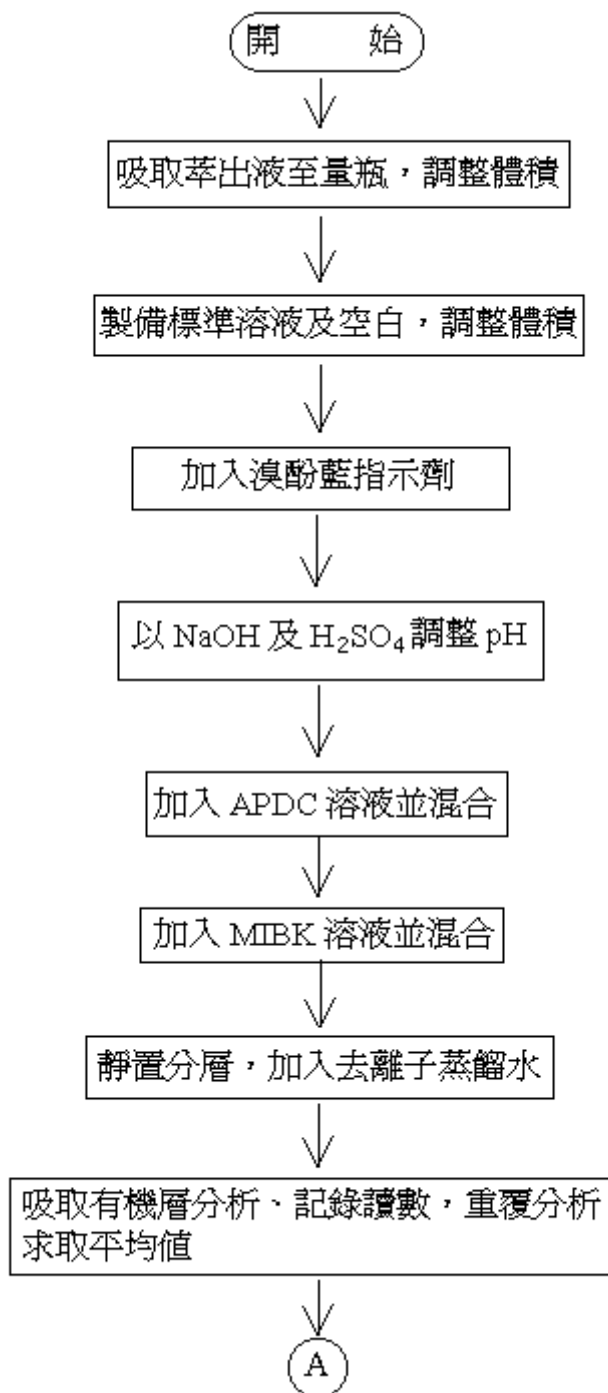 開 始
吸取萃出液至量瓶，調整體積
製備標準溶液及空白，調整體積
加入溴酚藍指示劑
以 NaOH 及 H₂SO₄ 調整 pH
加入 APDC 溶液並混合
加入 MIBK 溶液並混合
靜置分層，加入去離子蒸餾水
吸取有機層分析、記錄讀數，重覆分析
求取平均值
A